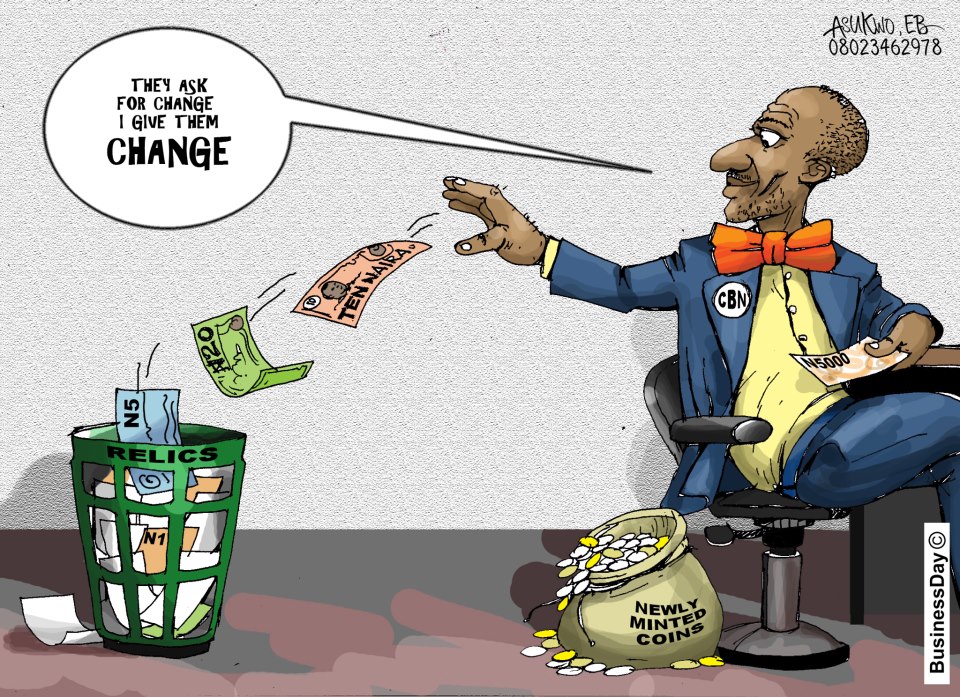 ASUKWO, EB
08023462978
THEY ASK
FOR CHANGE
I GIVE THEM
CHANGE
TEN NAIRA
₦20
N5
CBN
N5000
RELICS
N1
NEWLY
MINTED
COINS
BusinessDay ©